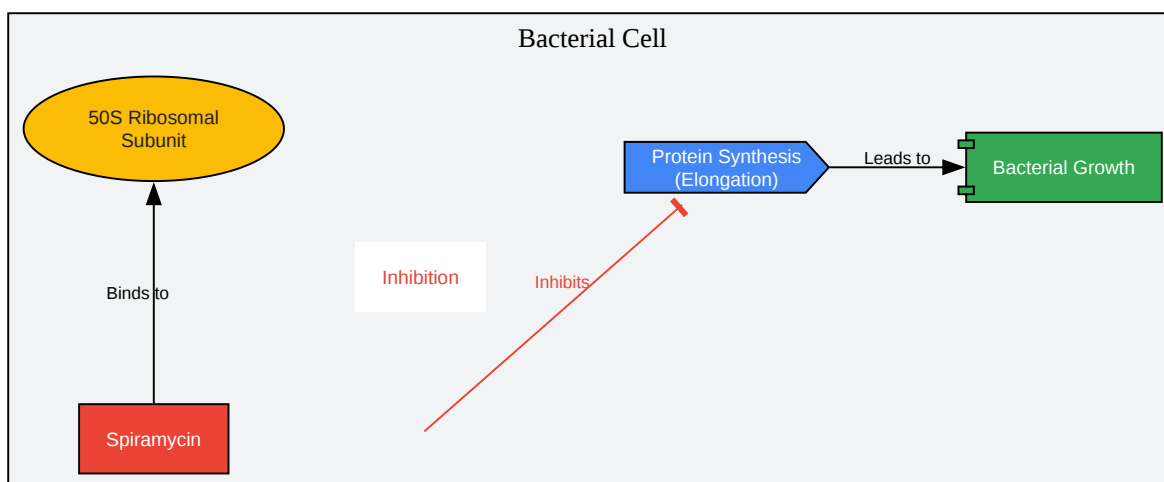 Bacterial Cell
50S Ribosomal
Subunit
Protein Synthesis
(Elongation)
Leads to
Bacterial Growth
Inhibition
Inhibits
Binds to
Spiramycin